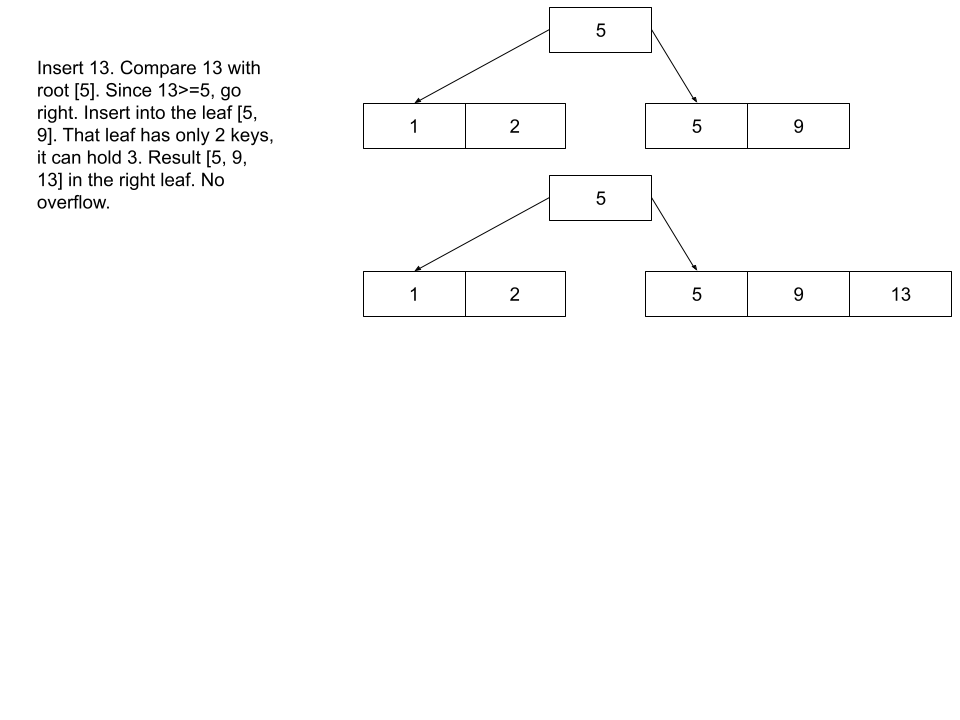 Insert 13. Compare 13 with
root [5]. Since 13>=5, go
right. Insert into the leaf [5,
9]. That leaf has only 2 keys,
it can hold 3. Result [5, 9,
13] in the right leaf. No
overflow.
5
1 2 5 9
5
1 2 5 9 13